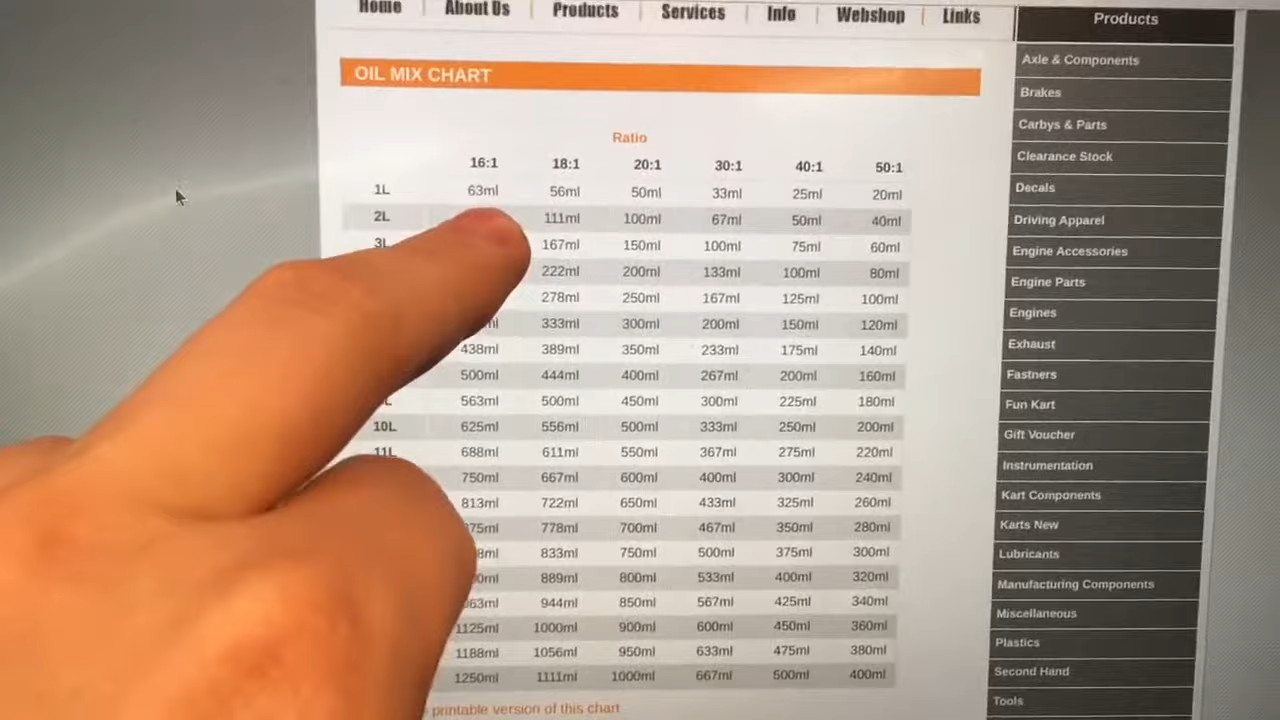 Home About Us Products Services Info Webshop Links
Products
OIL MIX CHART
Ratio
16:1 18:1 20:1 30:1 40:1 50:1
1L 63ml 56ml 50ml 33ml 25ml 20ml
2L 111ml 100ml 67ml 50ml 40ml
3L 167ml 150ml 100ml 75ml 60ml
222ml 200ml 133ml 100ml 80ml
278ml 250ml 167ml 125ml 100ml
333ml 300ml 200ml 150ml 120ml
438ml 389ml 350ml 233ml 175ml 140ml
500ml 444ml 400ml 267ml 200ml 160ml
563ml 500ml 450ml 300ml 225ml 180ml
10L 625ml 556ml 500ml 333ml 250ml 200ml
11L 688ml 611ml 550ml 367ml 275ml 220ml
750ml 667ml 600ml 400ml 300ml 240ml
813ml 722ml 650ml 433ml 325ml 260ml
778ml 700ml 467ml 350ml 280ml
833ml 750ml 500ml 375ml 300ml
889ml 800ml 533ml 400ml 320ml
944ml 850ml 567ml 425ml 340ml
1125ml 1000ml 900ml 600ml 450ml 360ml
1188ml 1056ml 950ml 633ml 475ml 380ml
1250ml 1111ml 1000ml 667ml 500ml 400ml
printable version of this chart
Axle & Components
Brakes
Carbys & Parts
Clearance Stock
Decals
Driving Apparel
Engine Accessories
Engine Parts
Engines
Exhaust
Fastners
Fun Kart
Gift Voucher
Instrumentation
Kart Components
Karts New
Lubricants
Manufacturing Components
Miscellaneous
Plastics
Second Hand
Tools